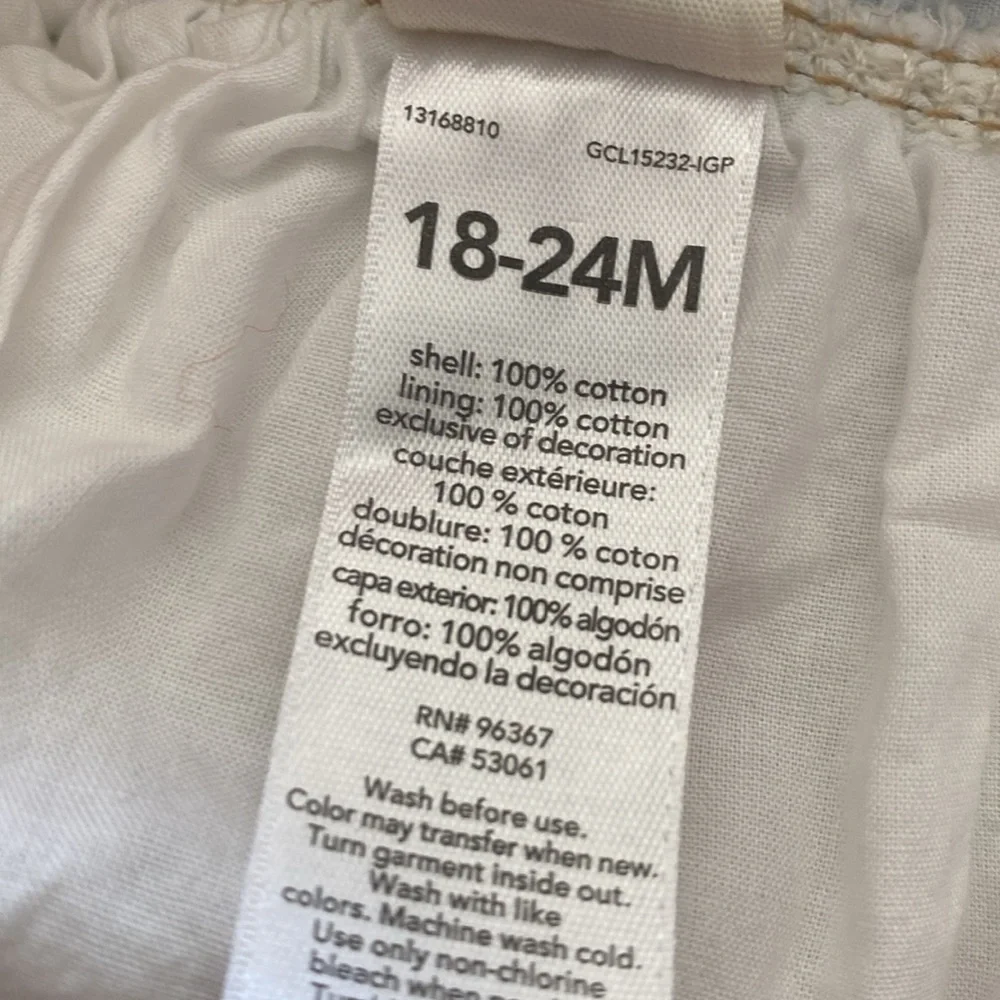 13168810
GCL15232-IGP
18-24M
shell: 100% cotton
lining: 100% cotton
exclusive of decoration
couche extérieure:
100 % coton
doublure: 100 % coton
décoration non comprise
capa exterior: 100% algodón
forro: 100% algodón
excluyendo la decoración
RN# 96367
CA# 53061
Wash before use.
Color may transfer when new.
Turn garment inside out.
Wash with like
colors. Machine wash cold.
Use only non-chlorine
bleach when